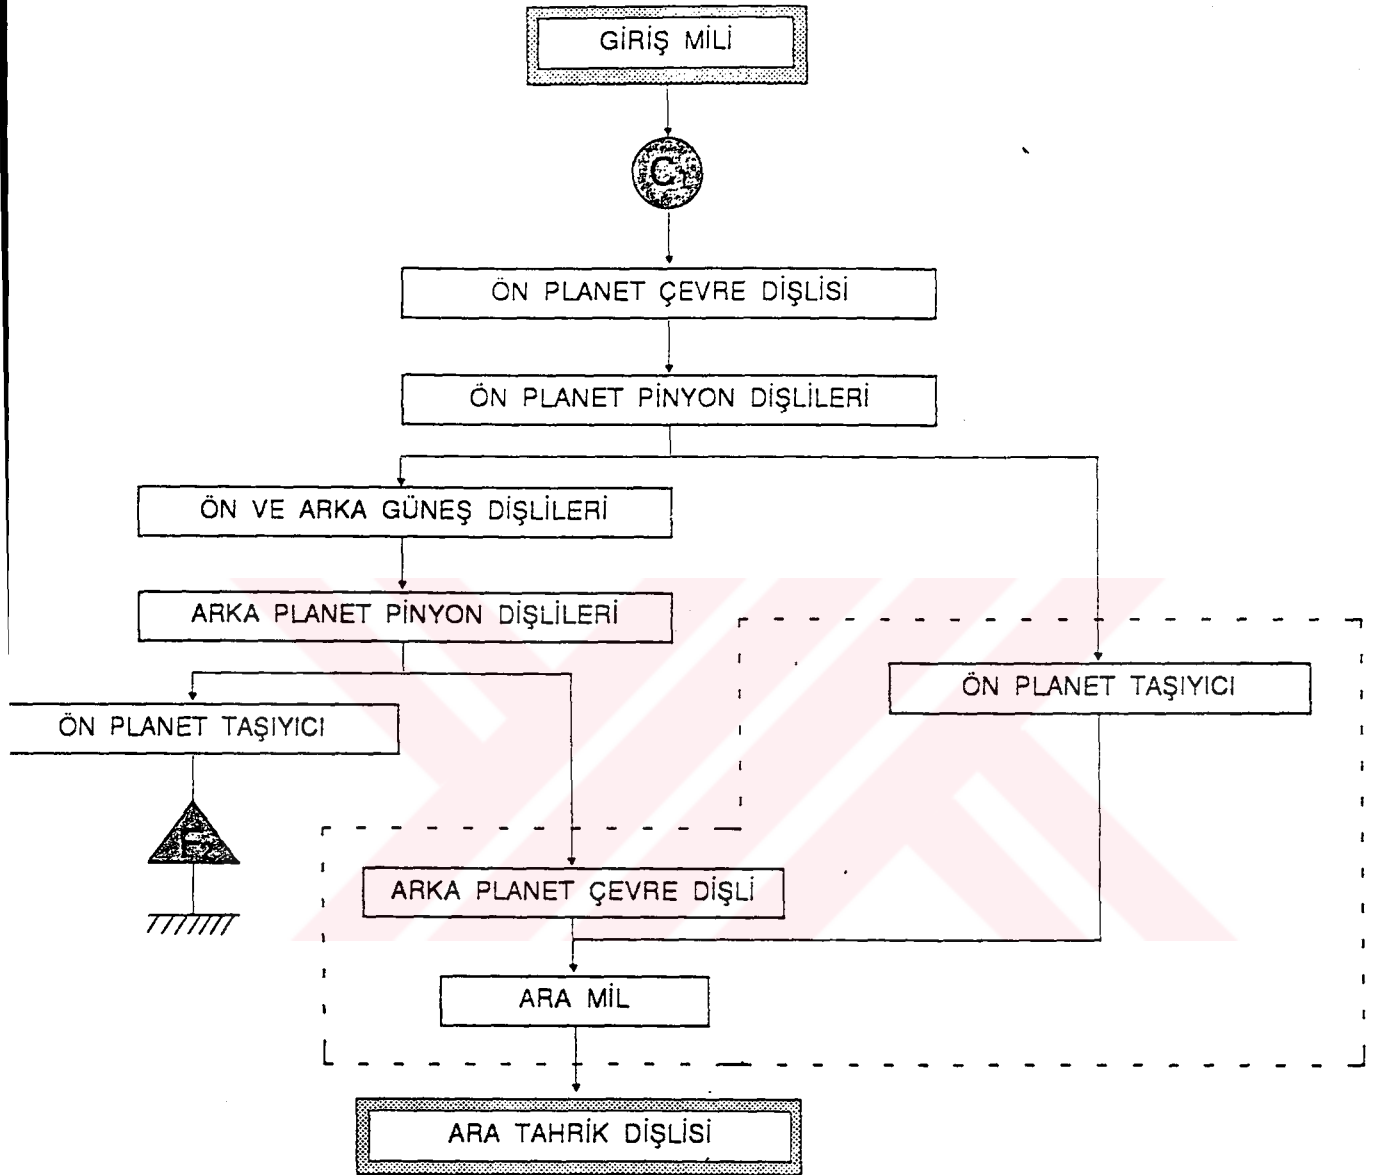 GİRİŞ MİLİ
C1
ÖN PLANET ÇEVRE DİŞLİSİ
ÖN PLANET PİNYON DİŞLİLERİ
ÖN VE ARKA GÜNEŞ DİŞLİLERİ
ARKA PLANET PİNYON DİŞLİLERİ
ÖN PLANET TAŞIYICI
ÖN PLANET TAŞIYICI
F2
ARKA PLANET ÇEVRE DİŞLİ
ARA MİL
ARA TAHRİK DİŞLİSİ